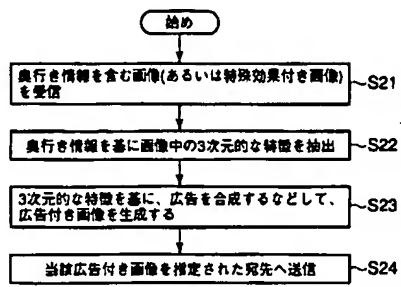 始め
奥行き情報を含む画像(あるいは特殊効果付き画像)
を受信
S21
奥行き情報を基に画像中の3次元的な特徴を抽出
S22
3次元的な特徴を基に、広告を合成するなどして、
広告付き画像を生成する
S23
当該広告付き画像を指定された宛先へ送信
S24